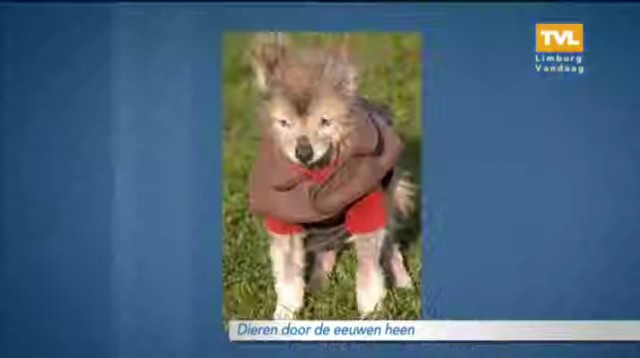 TVL
Limburg
Vandaag
Dieren door de eeuwen heen